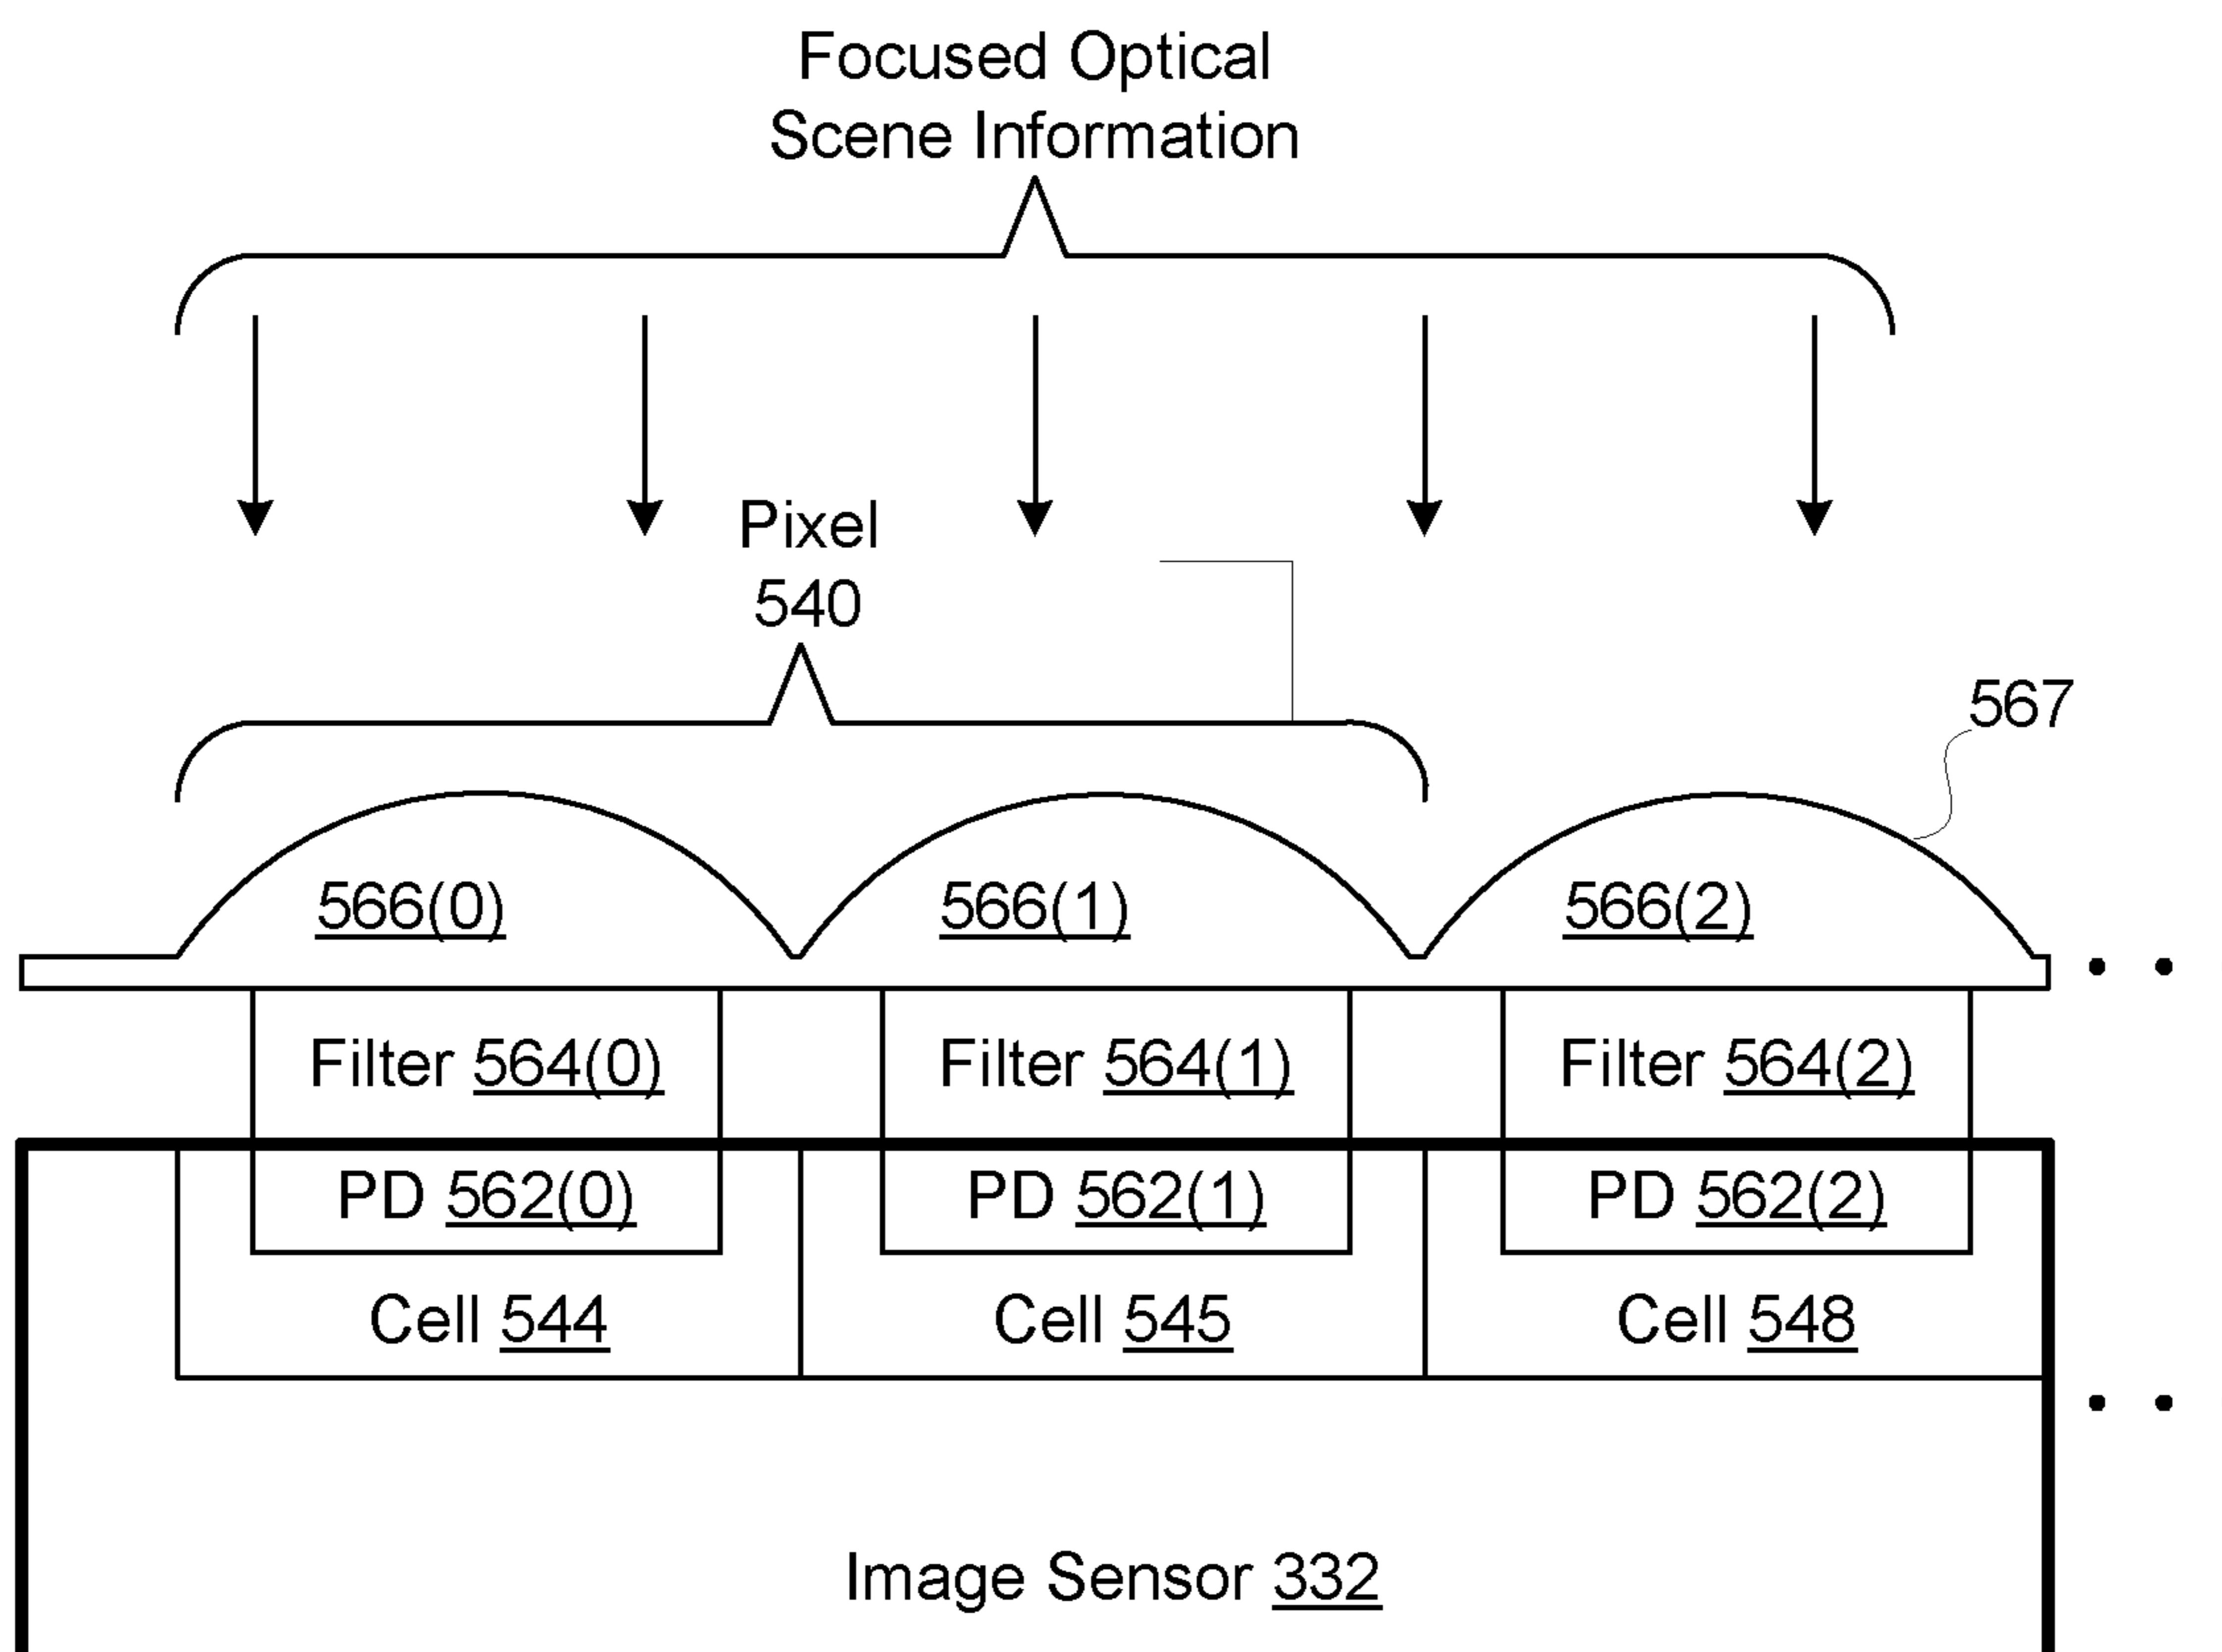 Focused Optical
Scene Information
Pixel
540
567
566(0) 566(1) 566(2)
Filter 564(0) Filter 564(1) Filter 564(2)
PD 562(0) PD 562(1) PD 562(2)
Cell 544 Cell 545 Cell 548
Image Sensor 332